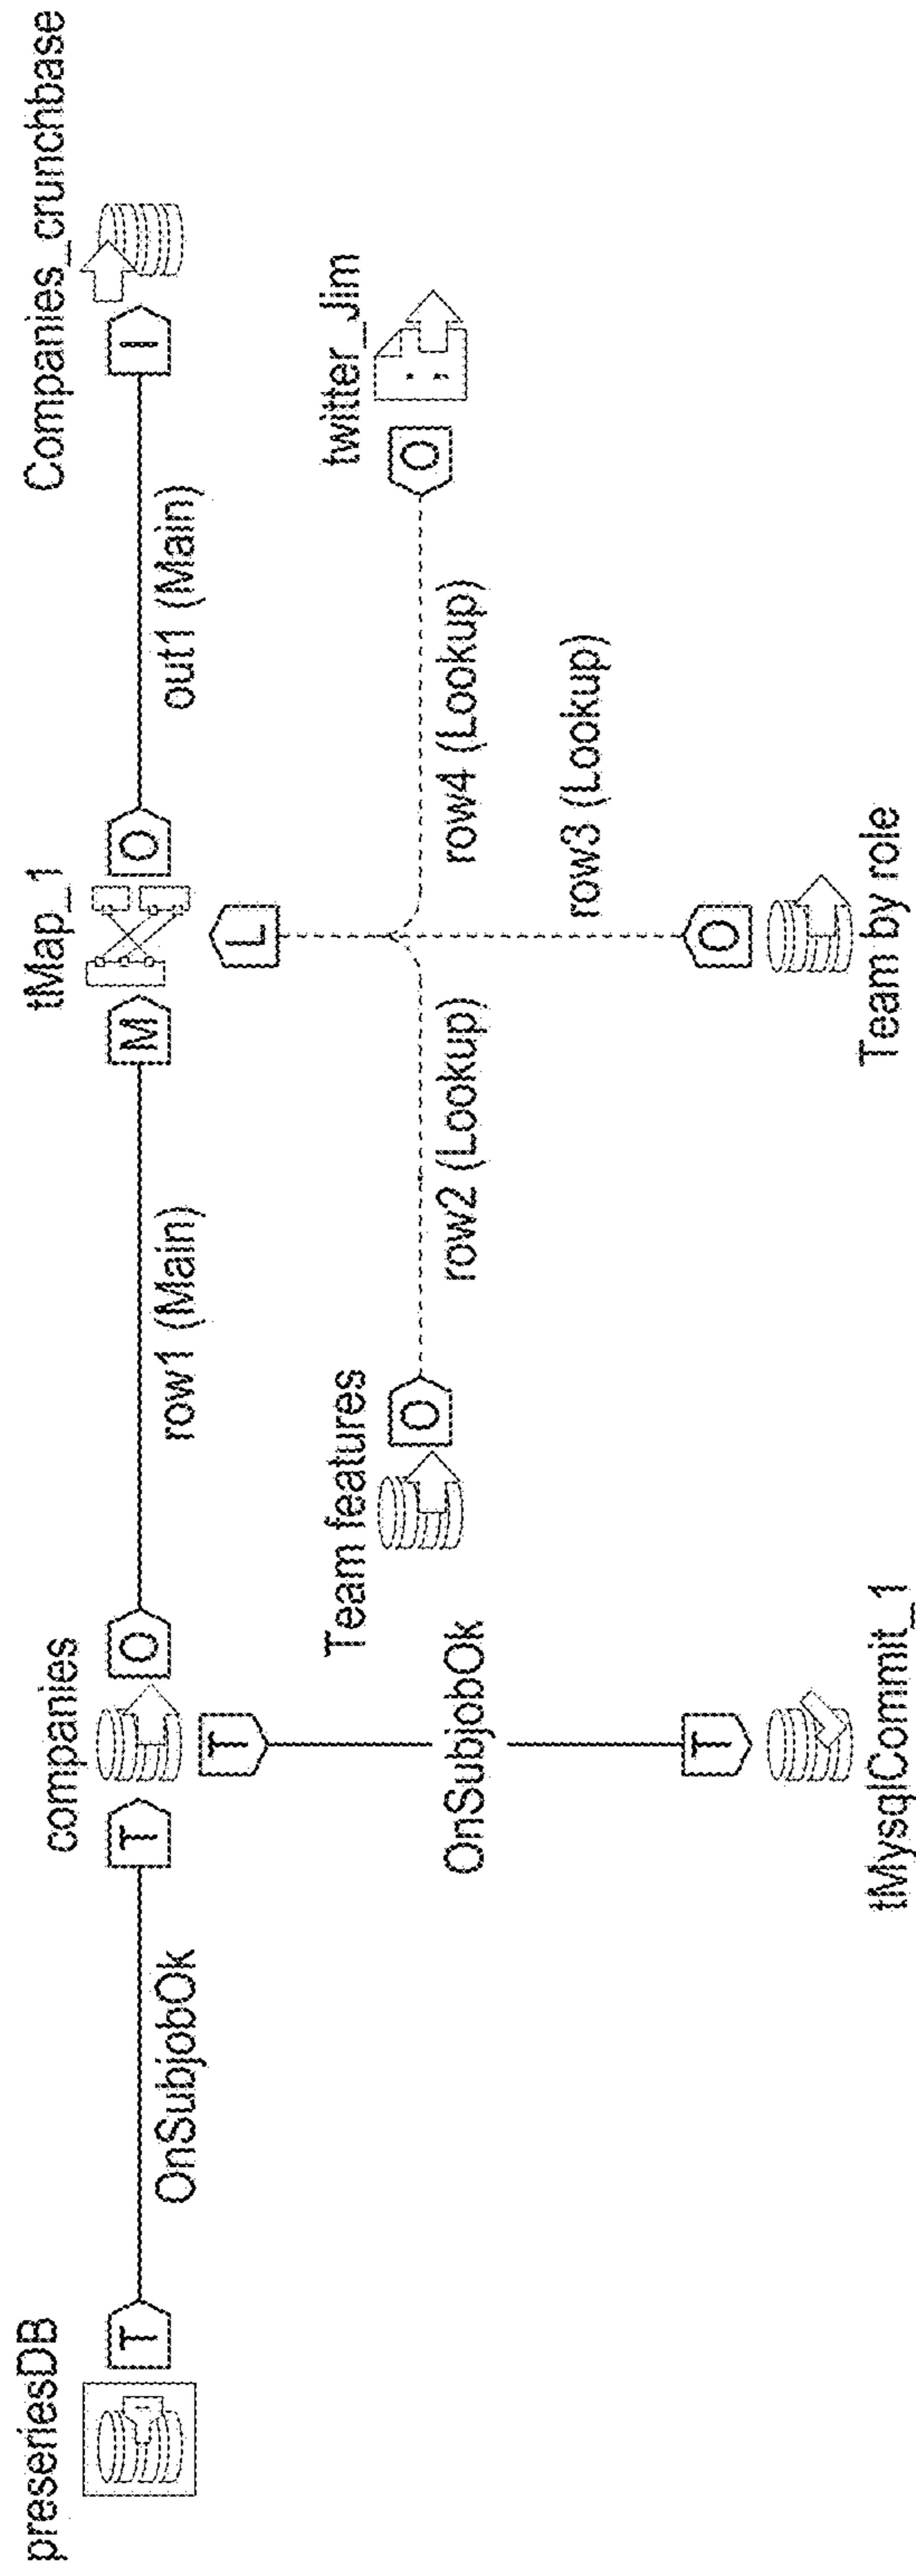 preseriesDB
T
OnSubjobOk
T
companies
O
row1 (Main)
M
tMap_1
O
out1 (Main)
I
Companies_crunchbase
T
OnSubjobOk
T
tMysqlCommit_1
L
Team features
O
row2 (Lookup)
row4 (Lookup)
O
twitter_Jim
row3 (Lookup)
O
Team by role